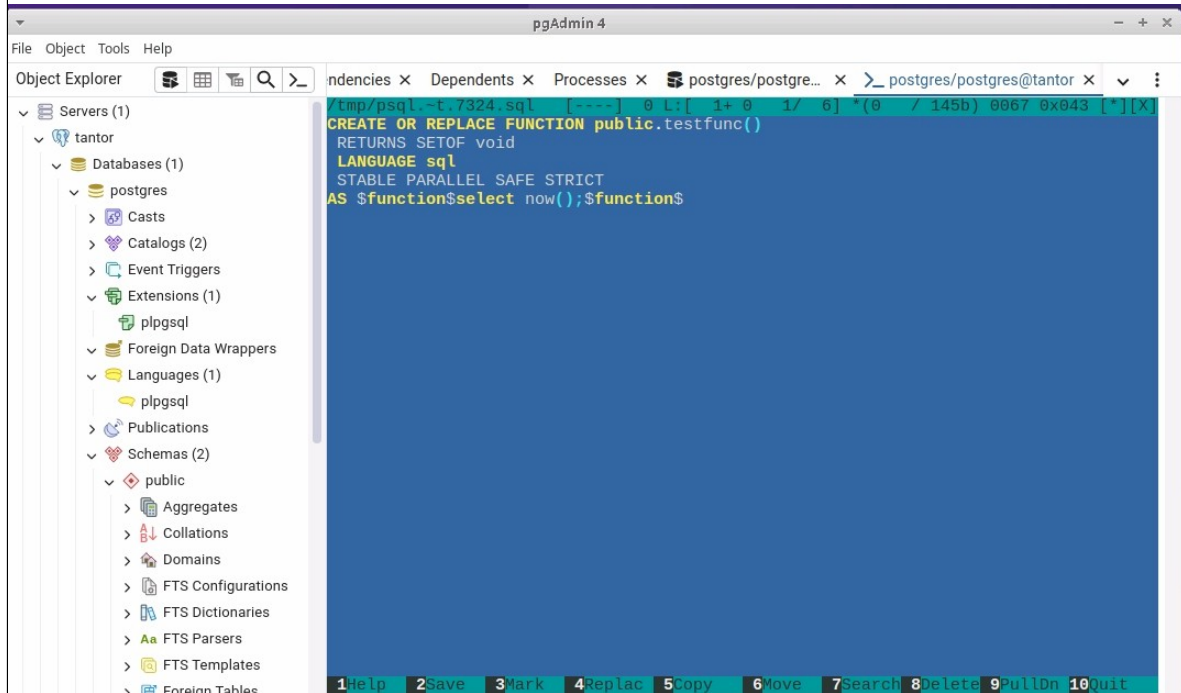 pgAdmin 4
File Object Tools Help
Object Explorer
ndencies × Dependents × Processes × postgres/postgre... × postgres/postgres@tantor ×
Servers (1)
tantor
Databases (1)
postgres
Casts
Catalogs (2)
Event Triggers
Extensions (1)
plpgsql
Foreign Data Wrappers
Languages (1)
plpgsql
Publications
Schemas (2)
public
Aggregates
Collations
Domains
FTS Configurations
FTS Dictionaries
Aa FTS Parsers
FTS Templates
Foreign Tables
/tmp/psql.~t.7324.sql [----] 0 L:[ 1+ 0 1/ 6] *(0 / 145b) 0067 0x043 [*][X]
CREATE OR REPLACE FUNCTION public.testfunc()
RETURNS SETOF void
LANGUAGE sql
STABLE PARALLEL SAFE STRICT
AS $function$select now();$function$
1Help 2Save 3Mark 4Replac 5Copy 6Move 7Search 8Delete 9PullDn 10Quit